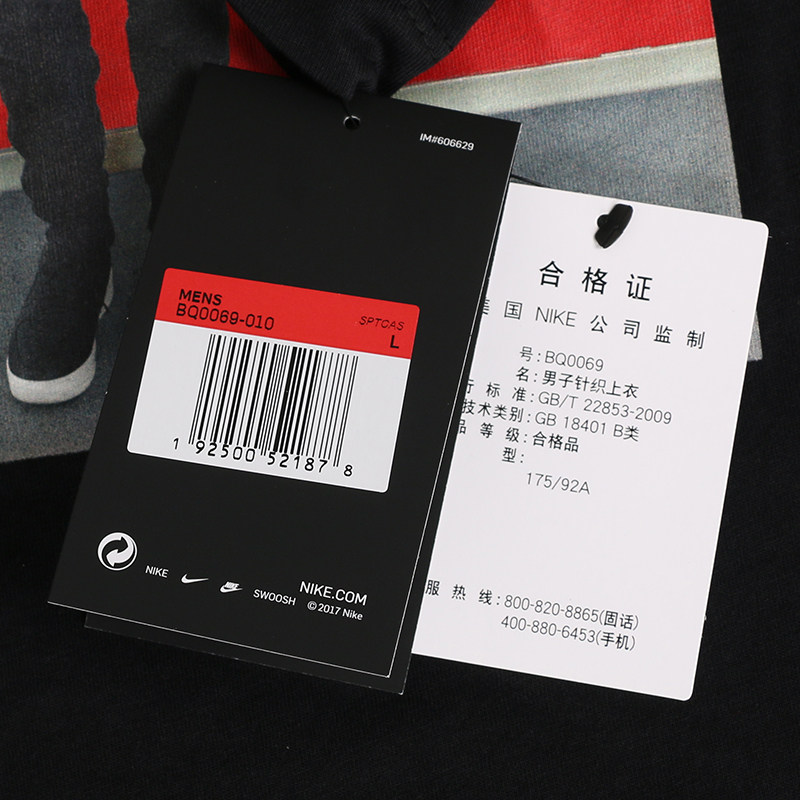 IM#606629
MENS
BQ0069-010
SPTCAS
L
1 92500 52187 8
NIKE
SWOOSH
NIKE.COM
© 2017 Nike
合格证
美国 NIKE 公司监制
号: BQ0069
名: 男子针织上衣
行标准: GB/T 22853-2009
技术类别: GB 18401 B类
品等级: 合格品
型:
175/92A
服热线: 800-820-8865(固话)
400-880-6453(手机)